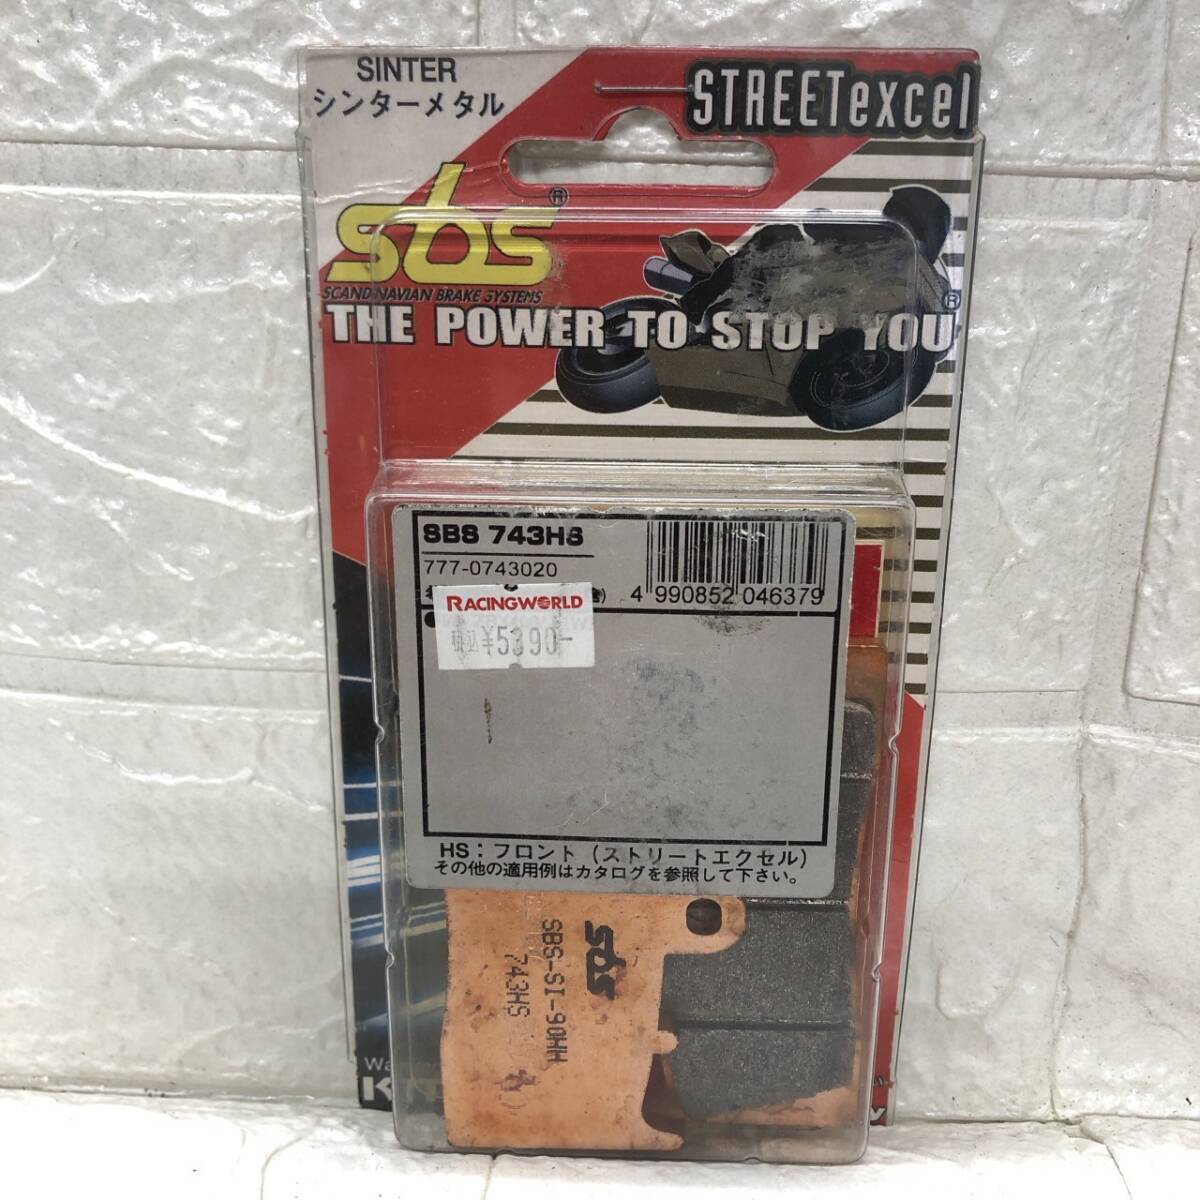 SINTER
シンターメタル
STREETexcel
sbs®
SCANDINAVIAN BRAKE SYSTEMS
THE POWER TO STOP YOU®
SBS 743HS
777-0743020
4 990852 046379
RACINGWORLD
税込¥5390-
HS：フロント（ストリートエクセル）
その他の適用例はカタログを参照して下さい。
sbs
SBS-SI-90HH
743HS